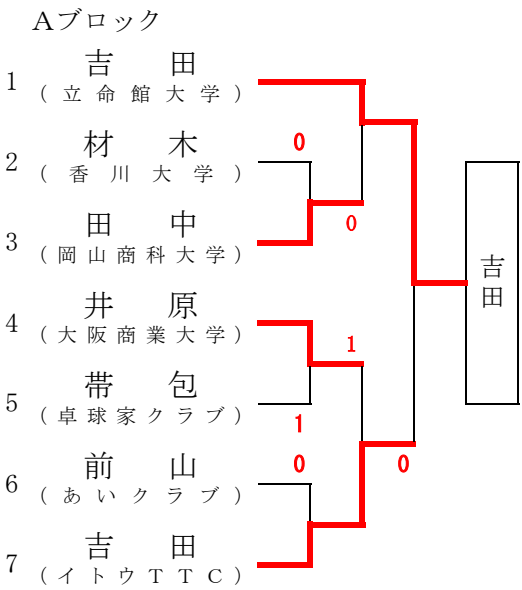 Aブロック
1 吉田
(立命館大学)
2 材木
(香川大学)
0
3 田中
(岡山商科大学)
0
4 井原
(大阪商業大学)
1
5 帯包
(卓球家クラブ)
1
6 前山
(あいクラブ)
0
0
7 吉田
(イトウTTC)
吉田